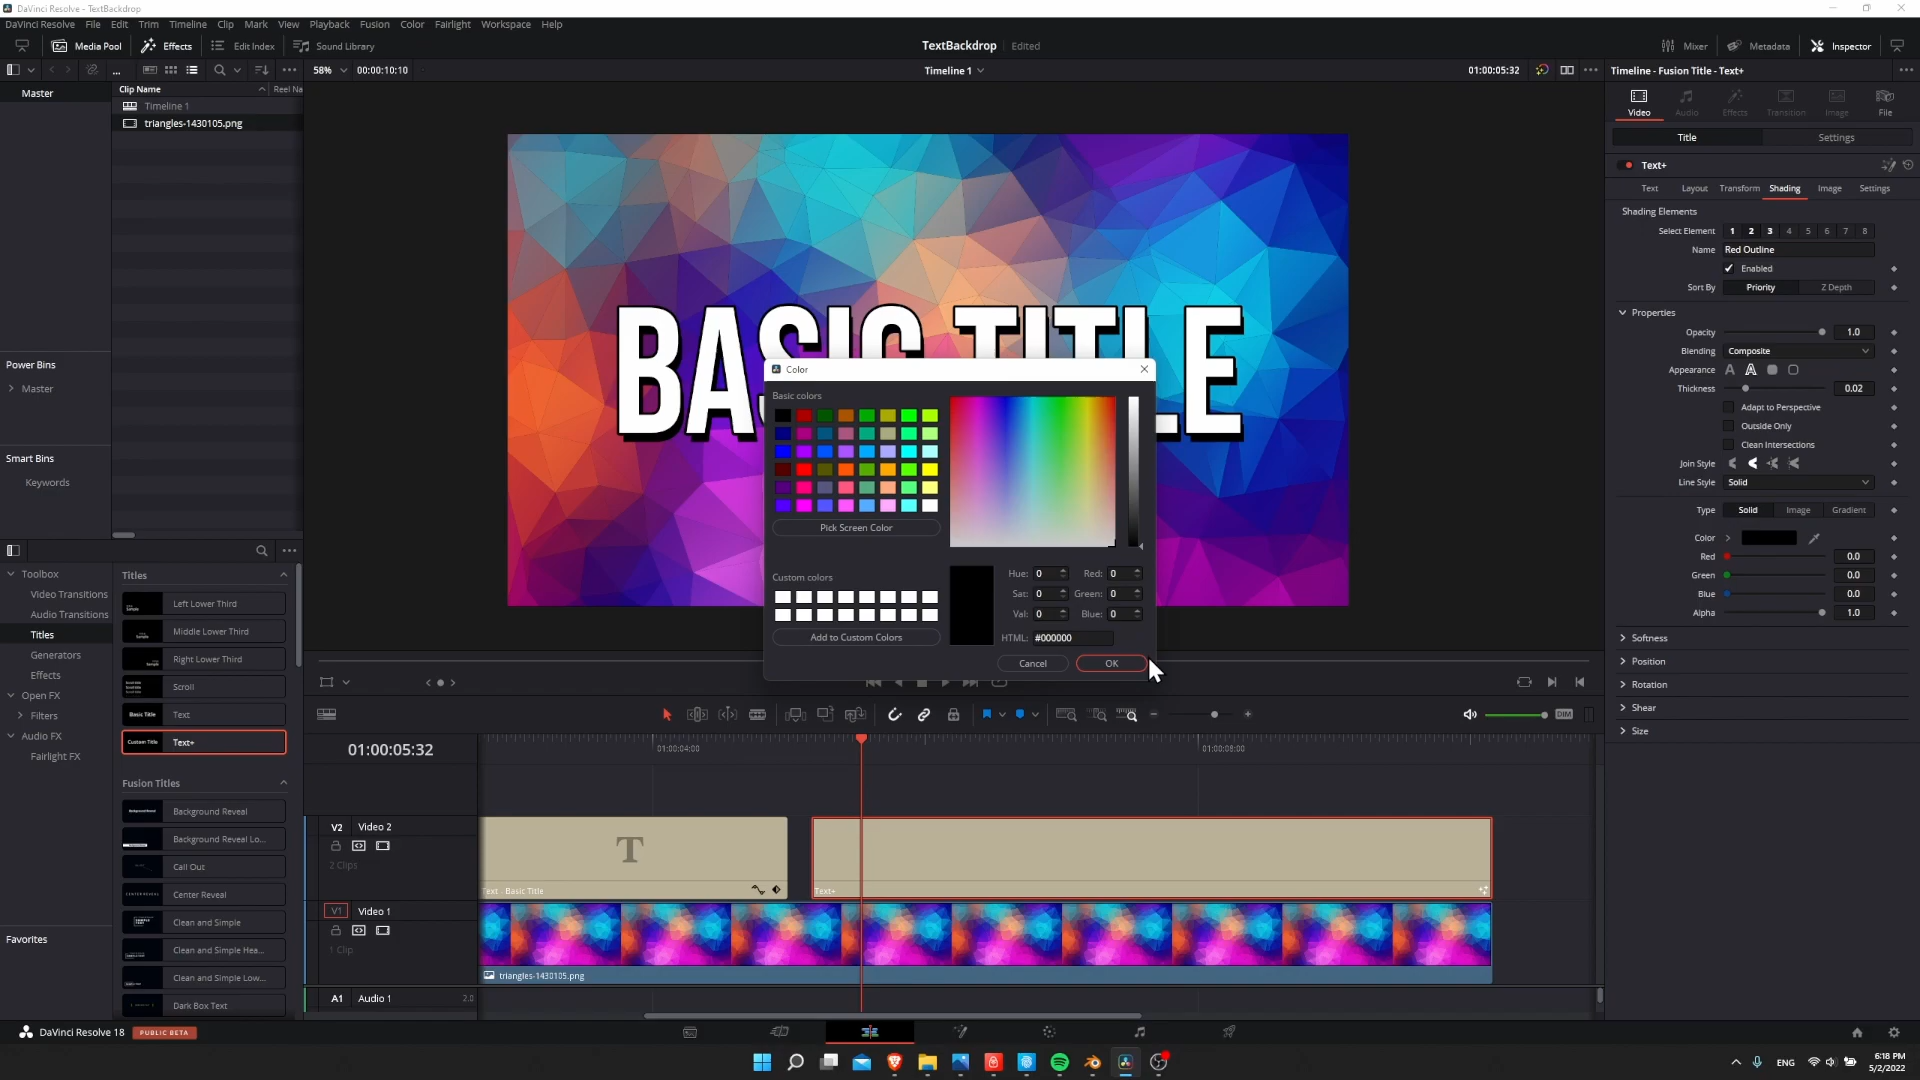 DaVinci Resolve - TextBackdrop
DaVinci Resolve File Edit Trim Timeline Clip Mark View Playback Fusion Color Fairlight Workspace Help
Media Pool Effects Edit Index Sound Library TextBackdrop Edited Mixer Metadata Inspector
... 58% 00:00:10:10 Timeline 1 01:00:05:32 Timeline - Fusion Title - Text+
Master
Clip Name Reel Na
Timeline 1
triangles-1430105.png
Power Bins
Master
Smart Bins
Keywords
BASIC TITLE
Color
Basic colors
Pick Screen Color
Custom colors
Add to Custom Colors
Hue: 0 Red: 0
Sat: 0 Green: 0
Val: 0 Blue: 0
HTML: #000000
Cancel OK
Video Audio Effects Transition Image File
Title Settings
Text+
Text Layout Transform Shading Image Settings
Shading Elements
Select Element 1 2 3 4 5 6 7 8
Name Red Outline
Enabled
Sort By Priority Z Depth
Properties
Opacity 1.0
Blending Composite
Appearance A A
Thickness 0.02
Adapt to Perspective
Outside Only
Clean Intersections
Join Style
Line Style Solid
Type Solid Image Gradient
Color
Red 0.0
Green 0.0
Blue 0.0
Alpha 1.0
Softness
Position
Rotation
Shear
Size
Toolbox
Video Transitions
Audio Transitions
Titles
Generators
Effects
Open FX
Filters
Audio FX
Fairlight FX
Favorites
Titles
Left Lower Third
Middle Lower Third
Right Lower Third
Scroll
Basic Title Text
Custom Title Text+
Fusion Titles
Background Reveal
Background Reveal Lo...
Call Out
Center Reveal
Clean and Simple
Clean and Simple Hea...
Clean and Simple Low...
Dark Box Text
DIM
01:00:05:32
01:00:04:00 01:00:08:00
V2 Video 2
2 Clips
T
Text - Basic Title
Text+
V1 Video 1
1 Clip
triangles-1430105.png
A1 Audio 1 2.0
DaVinci Resolve 18 PUBLIC BETA
ENG
6:18 PM
5/2/2022